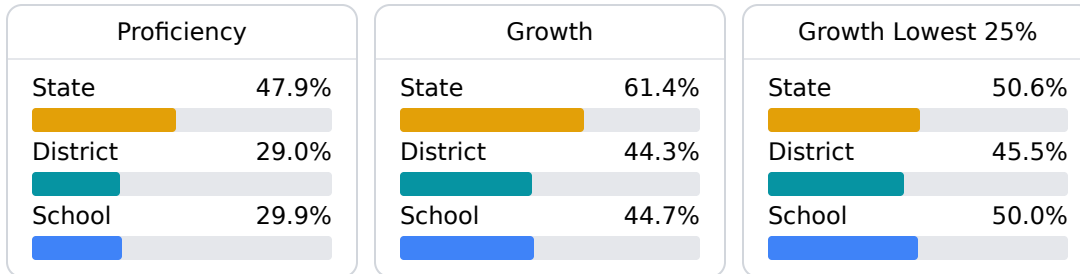 Proficiency
State 47.9%
District 29.0%
School 29.9%
Growth
State 61.4%
District 44.3%
School 44.7%
Growth Lowest 25%
State 50.6%
District 45.5%
School 50.0%